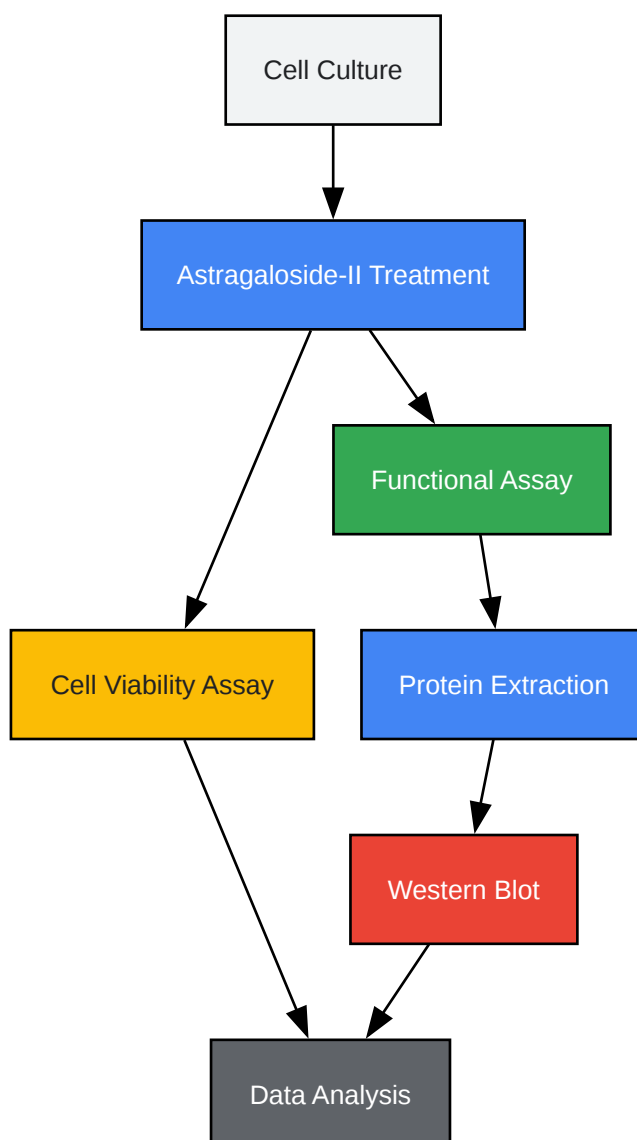 Cell Culture
Astragaloside-II Treatment
Functional Assay
Cell Viability Assay
Protein Extraction
Western Blot
Data Analysis